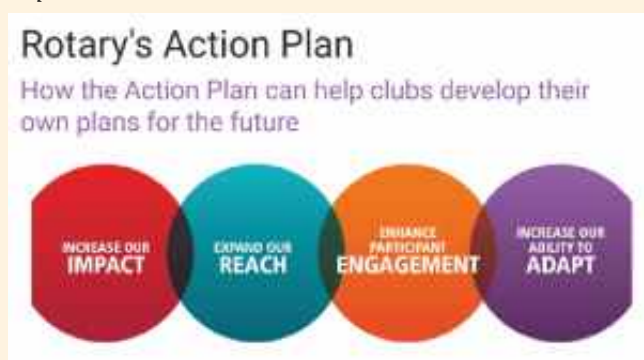 Rotary's Action Plan
How the Action Plan can help clubs develop their
own plans for the future
INCREASE OUR
IMPACT
EXPAND OUR
REACH
ENHANCE
PARTICIPANT
ENGAGEMENT
INCREASE OUR
ABILITY TO
ADAPT